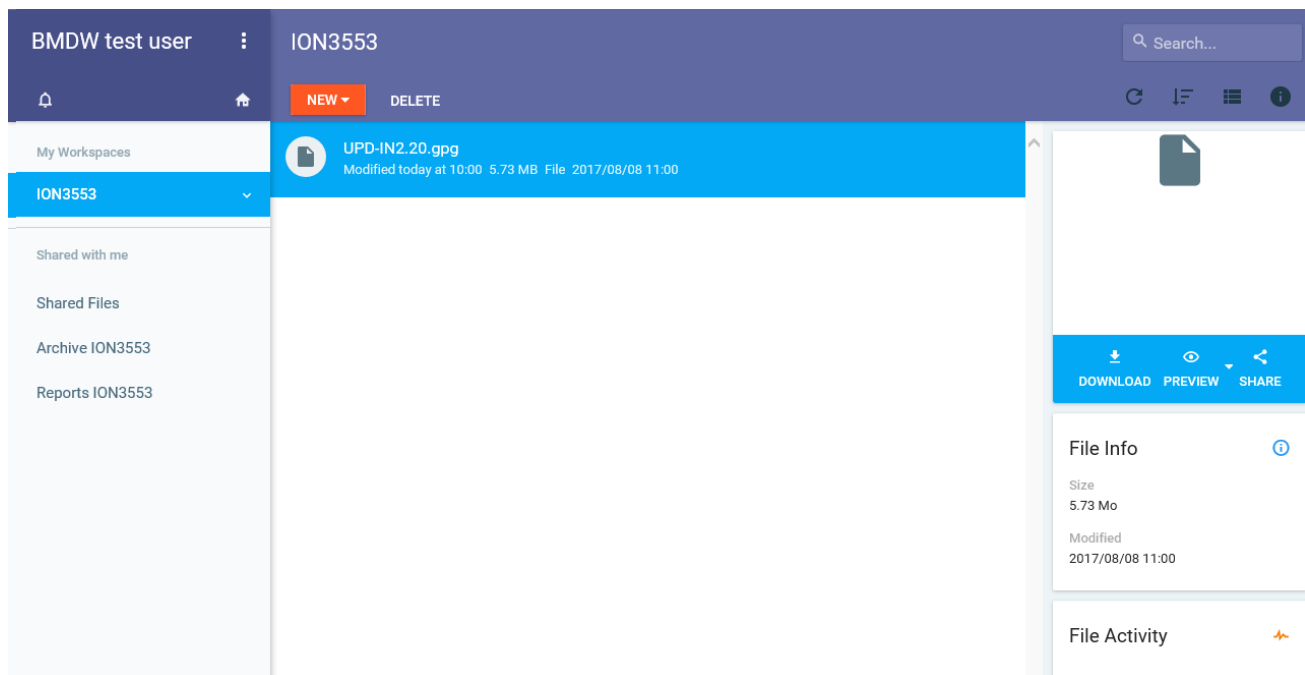 BMDW test user
ION3553
Search...
NEW
DELETE
My Workspaces
ION3553
Shared with me
Shared Files
Archive ION3553
Reports ION3553
UPD-IN2.20.gpg
Modified today at 10:00 5.73 MB File 2017/08/08 11:00
DOWNLOAD PREVIEW SHARE
File Info
Size
5.73 Mo
Modified
2017/08/08 11:00
File Activity